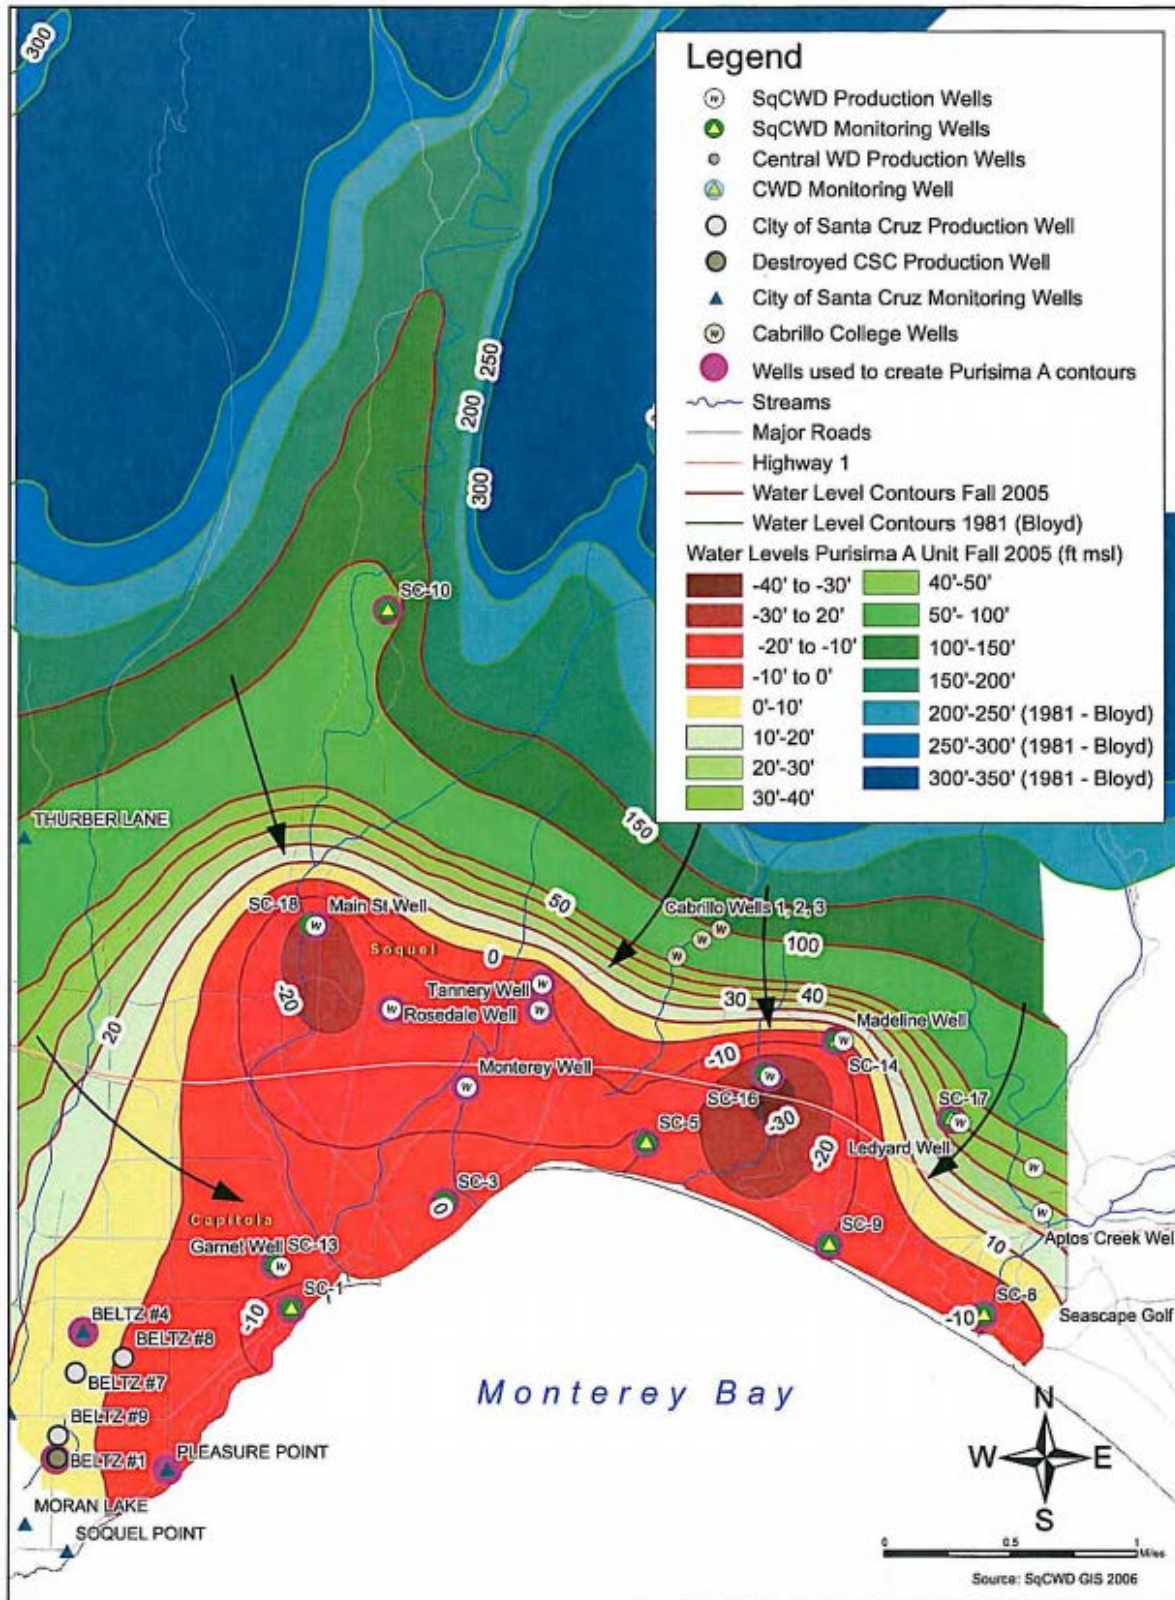 300
Legend
SqCWD Production Wells
SqCWD Monitoring Wells
Central WD Production Wells
CWD Monitoring Well
City of Santa Cruz Production Well
Destroyed CSC Production Well
City of Santa Cruz Monitoring Wells
Cabrillo College Wells
Wells used to create Purisima A contours
Streams
Major Roads
Highway 1
Water Level Contours Fall 2005
Water Level Contours 1981 (Bloyd)
Water Levels Purisima A Unit Fall 2005 (ft msl)
-40' to -30'
-30' to 20'
-20' to -10'
-10' to 0'
0'-10'
10'-20'
20'-30'
30'-40'
40'-50'
50'- 100'
100'-150'
150'-200'
200'-250' (1981 - Bloyd)
250'-300' (1981 - Bloyd)
300'-350' (1981 - Bloyd)
250
200
300
SC-10
THURBER LANE
150
50
Cabrillo Wells 1, 2, 3
SC-18
Main St Well
Soquel
0
100
-20
Tannery Well
30
40
20
Rosedale Well
Madeline Well
-10
Monterey Well
SC-14
SC-16
SC-17
-30
SC-5
Ledyard Well
-20
SC-3
0
Capitola
SC-9
Garnet Well
SC-13
10
Aptos Creek Wel
SC-1
SC-8
-10
-10
Seascape Golf
BELTZ #4
BELTZ #8
BELTZ #7
Monterey Bay
N
BELTZ #9
W
E
BELTZ #1
PLEASURE POINT
MORAN LAKE
S
SOQUEL POINT
0
0.5
1
Miles
Source: SqCWD GIS 2006